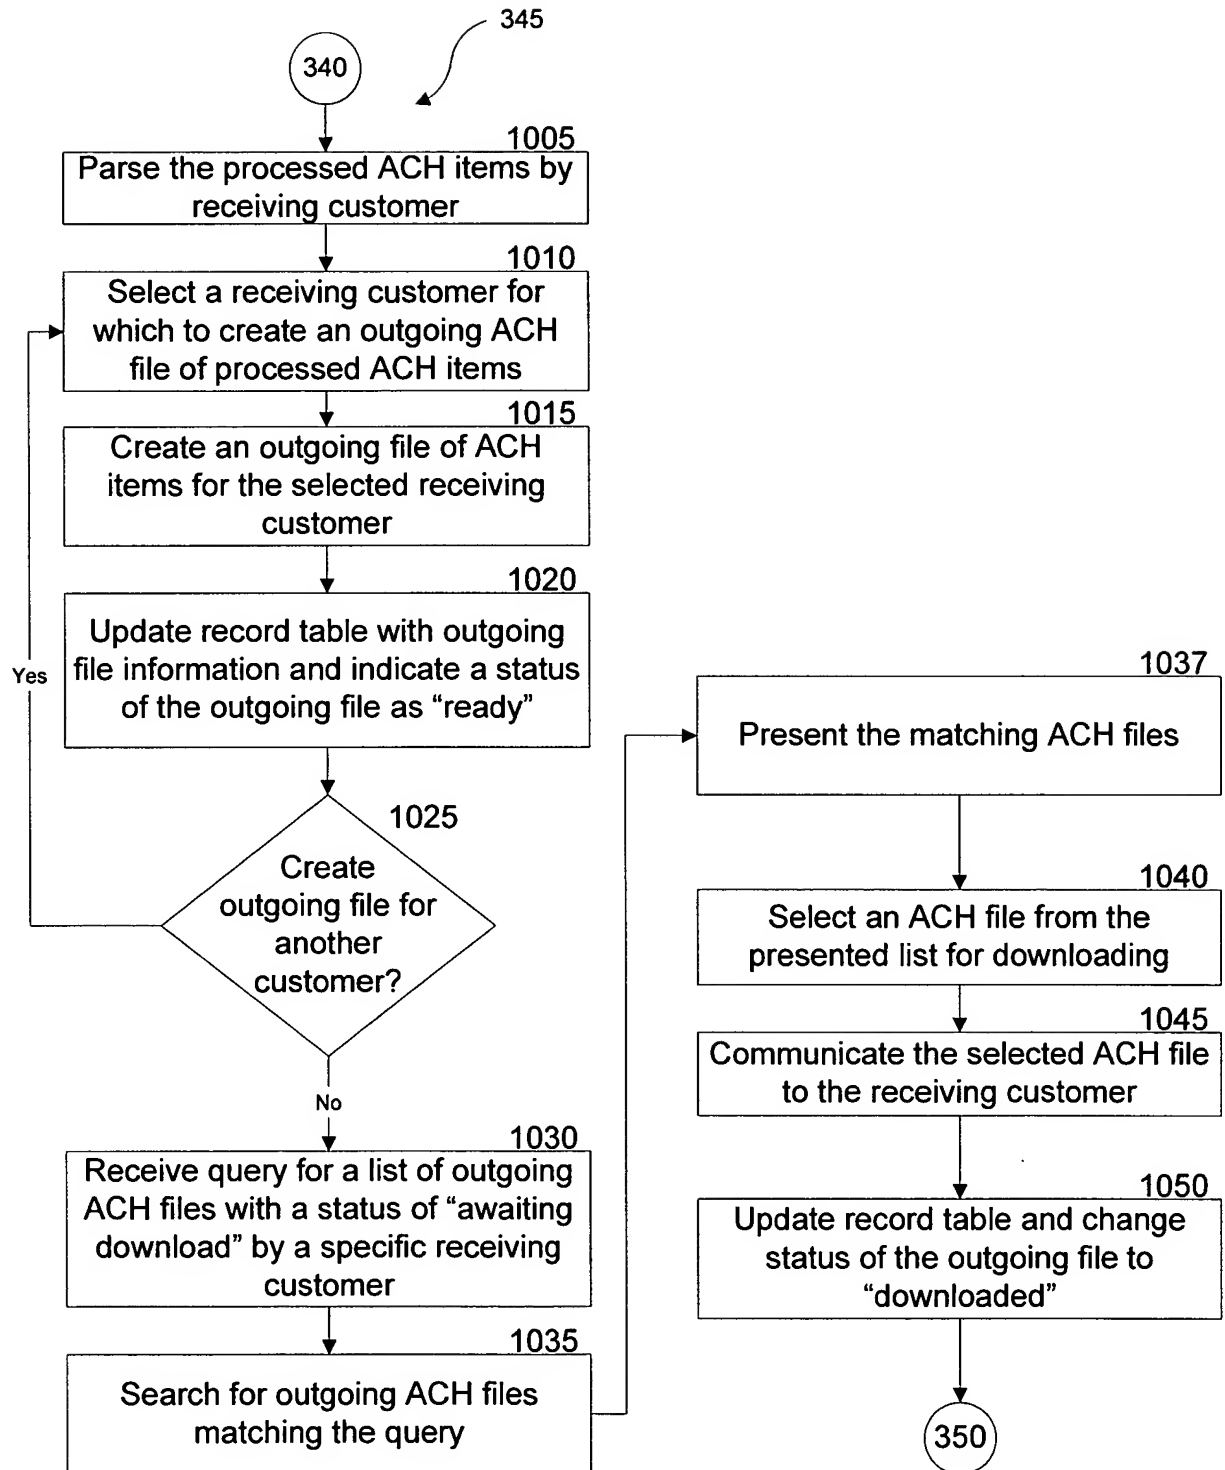 345
340
1005
Parse the processed ACH items by
receiving customer
1010
Select a receiving customer for
which to create an outgoing ACH
file of processed ACH items
1015
Create an outgoing file of ACH
items for the selected receiving
customer
1020
Update record table with outgoing
file information and indicate a status
of the outgoing file as “ready”
Yes
1025
Create
outgoing file for
another
customer?
No
1030
Receive query for a list of outgoing
ACH files with a status of “awaiting
download” by a specific receiving
customer
1035
Search for outgoing ACH files
matching the query
1037
Present the matching ACH files
1040
Select an ACH file from the
presented list for downloading
1045
Communicate the selected ACH file
to the receiving customer
1050
Update record table and change
status of the outgoing file to
“downloaded”
350